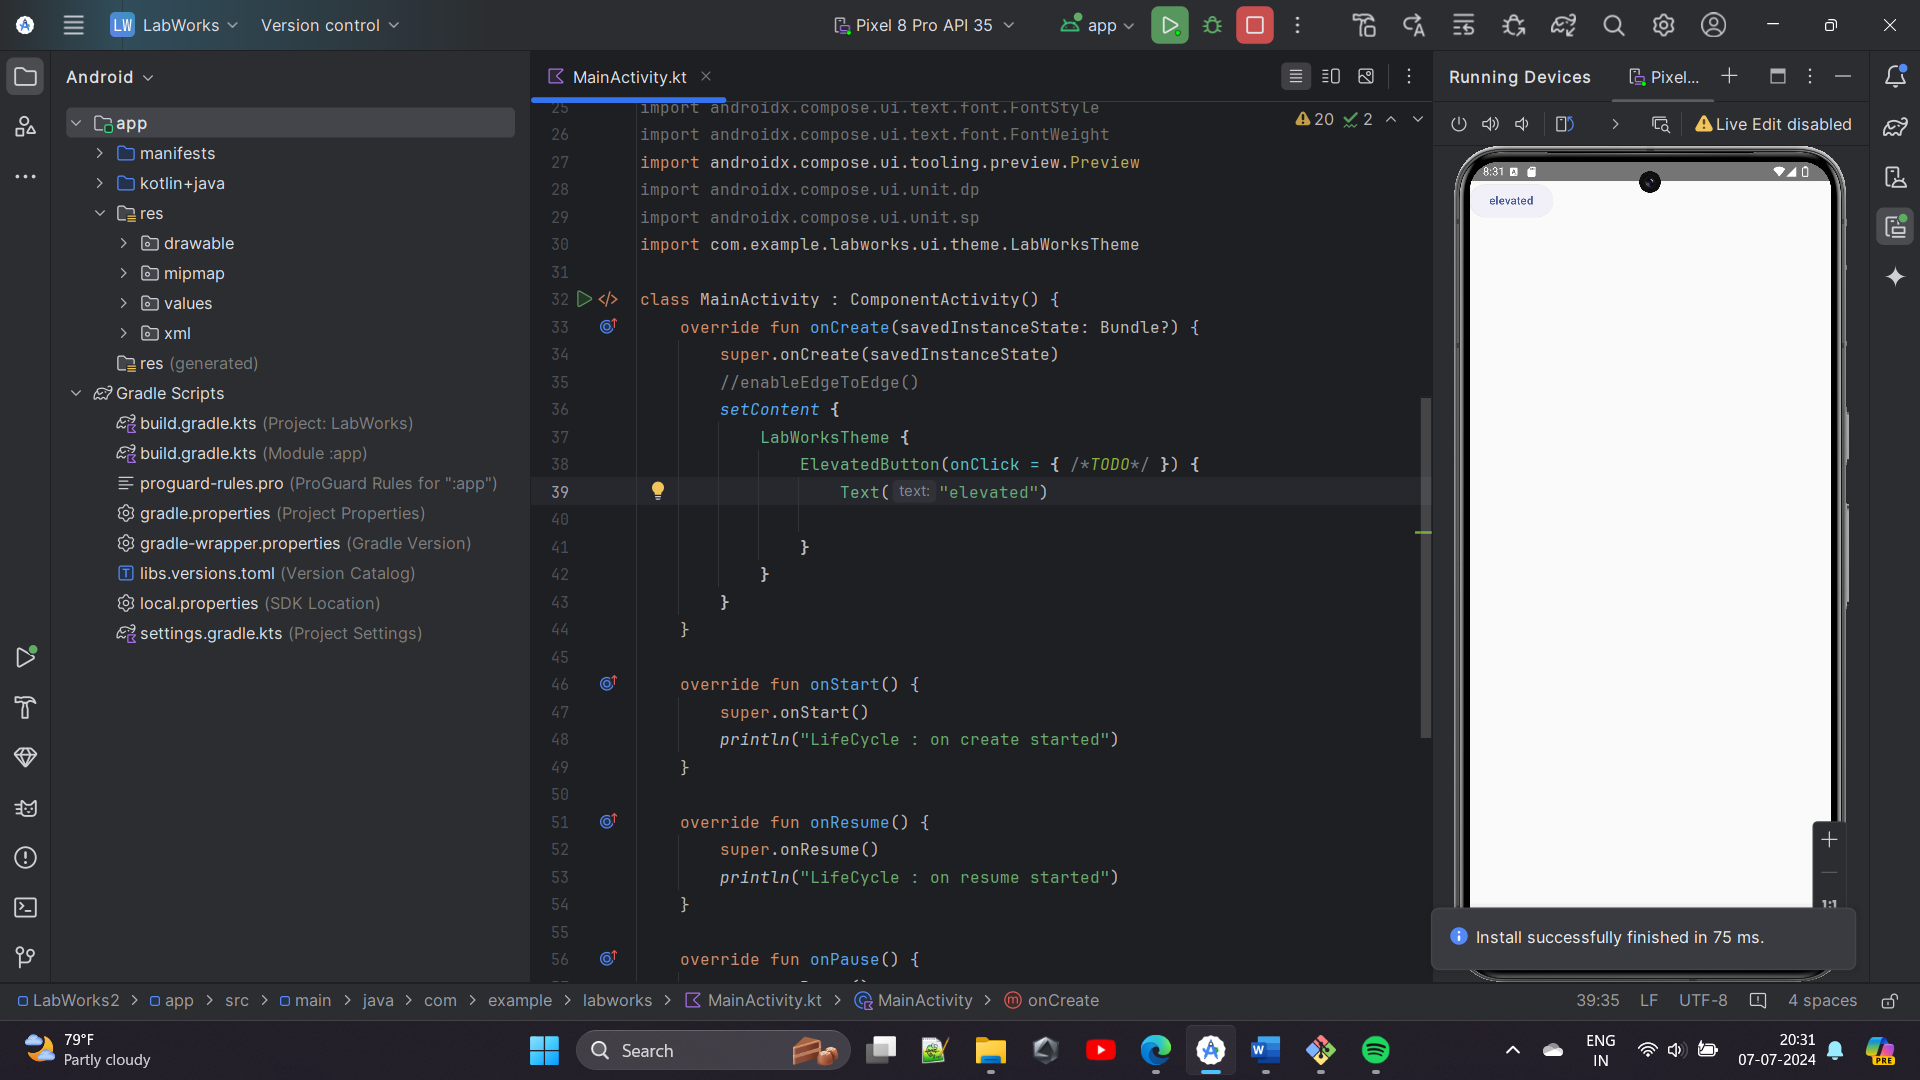 LW LabWorks Version control Pixel 8 Pro API 35 app
Android
app
manifests
kotlin+java
res
drawable
mipmap
values
xml
res (generated)
Gradle Scripts
build.gradle.kts (Project: LabWorks)
build.gradle.kts (Module :app)
proguard-rules.pro (ProGuard Rules for ":app")
gradle.properties (Project Properties)
gradle-wrapper.properties (Gradle Version)
libs.versions.toml (Version Catalog)
local.properties (SDK Location)
settings.gradle.kts (Project Settings)
MainActivity.kt
20 2
25 import androidx.compose.ui.text.font.FontStyle
26 import androidx.compose.ui.text.font.FontWeight
27 import androidx.compose.ui.tooling.preview.Preview
28 import androidx.compose.ui.unit.dp
29 import androidx.compose.ui.unit.sp
30 import com.example.labworks.ui.theme.LabWorksTheme
31
32 class MainActivity : ComponentActivity() {
33 override fun onCreate(savedInstanceState: Bundle?) {
34 super.onCreate(savedInstanceState)
35 //enableEdgeToEdge()
36 setContent {
37 LabWorksTheme {
38 ElevatedButton(onClick = { /*TODO*/ }) {
39 Text( text: "elevated")
40
41 }
42 }
43 }
44 }
45
46 override fun onStart() {
47 super.onStart()
48 println("LifeCycle : on create started")
49 }
50
51 override fun onResume() {
52 super.onResume()
53 println("LifeCycle : on resume started")
54 }
55
56 override fun onPause() {
Running Devices Pixel...
Live Edit disabled
8:31
elevated
1:1
Install successfully finished in 75 ms.
LabWorks2 > app > src > main > java > com > example > labworks > MainActivity.kt > MainActivity > onCreate
39:35 LF UTF-8 4 spaces
79°F
Partly cloudy
Search
ENG
IN
20:31
07-07-2024
PRE